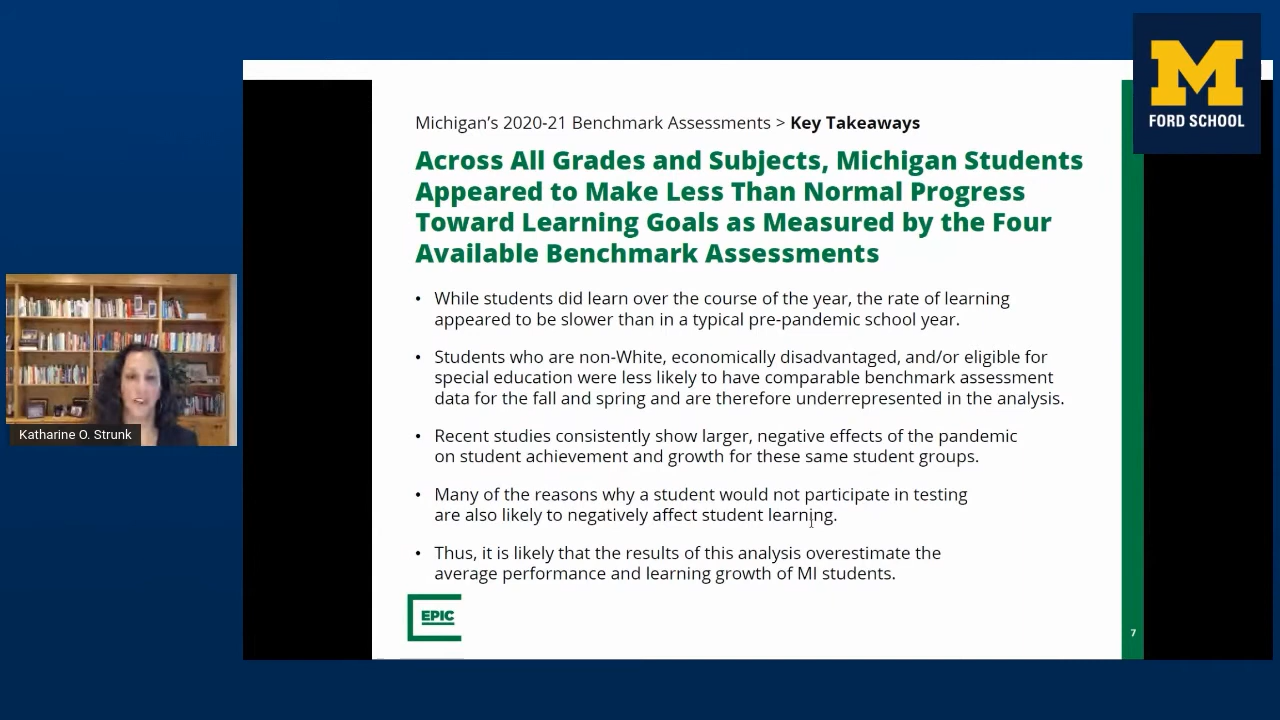 M
FORD SCHOOL
Michigan's 2020-21 Benchmark Assessments > Key Takeaways
Across All Grades and Subjects, Michigan Students
Appeared to Make Less Than Normal Progress
Toward Learning Goals as Measured by the Four
Available Benchmark Assessments
• While students did learn over the course of the year, the rate of learning
appeared to be slower than in a typical pre-pandemic school year.
• Students who are non-White, economically disadvantaged, and/or eligible for
special education were less likely to have comparable benchmark assessment
data for the fall and spring and are therefore underrepresented in the analysis.
• Recent studies consistently show larger, negative effects of the pandemic
on student achievement and growth for these same student groups.
• Many of the reasons why a student would not participate in testing
are also likely to negatively affect student learning.
• Thus, it is likely that the results of this analysis overestimate the
average performance and learning growth of MI students.
EPIC
7
Katharine O. Strunk